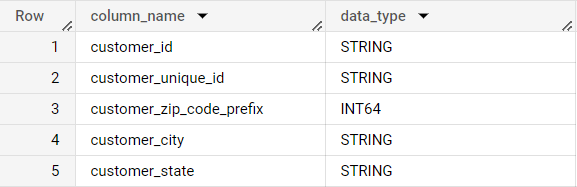 Row column_name data_type
1 customer_id STRING
2 customer_unique_id STRING
3 customer_zip_code_prefix INT64
4 customer_city STRING
5 customer_state STRING